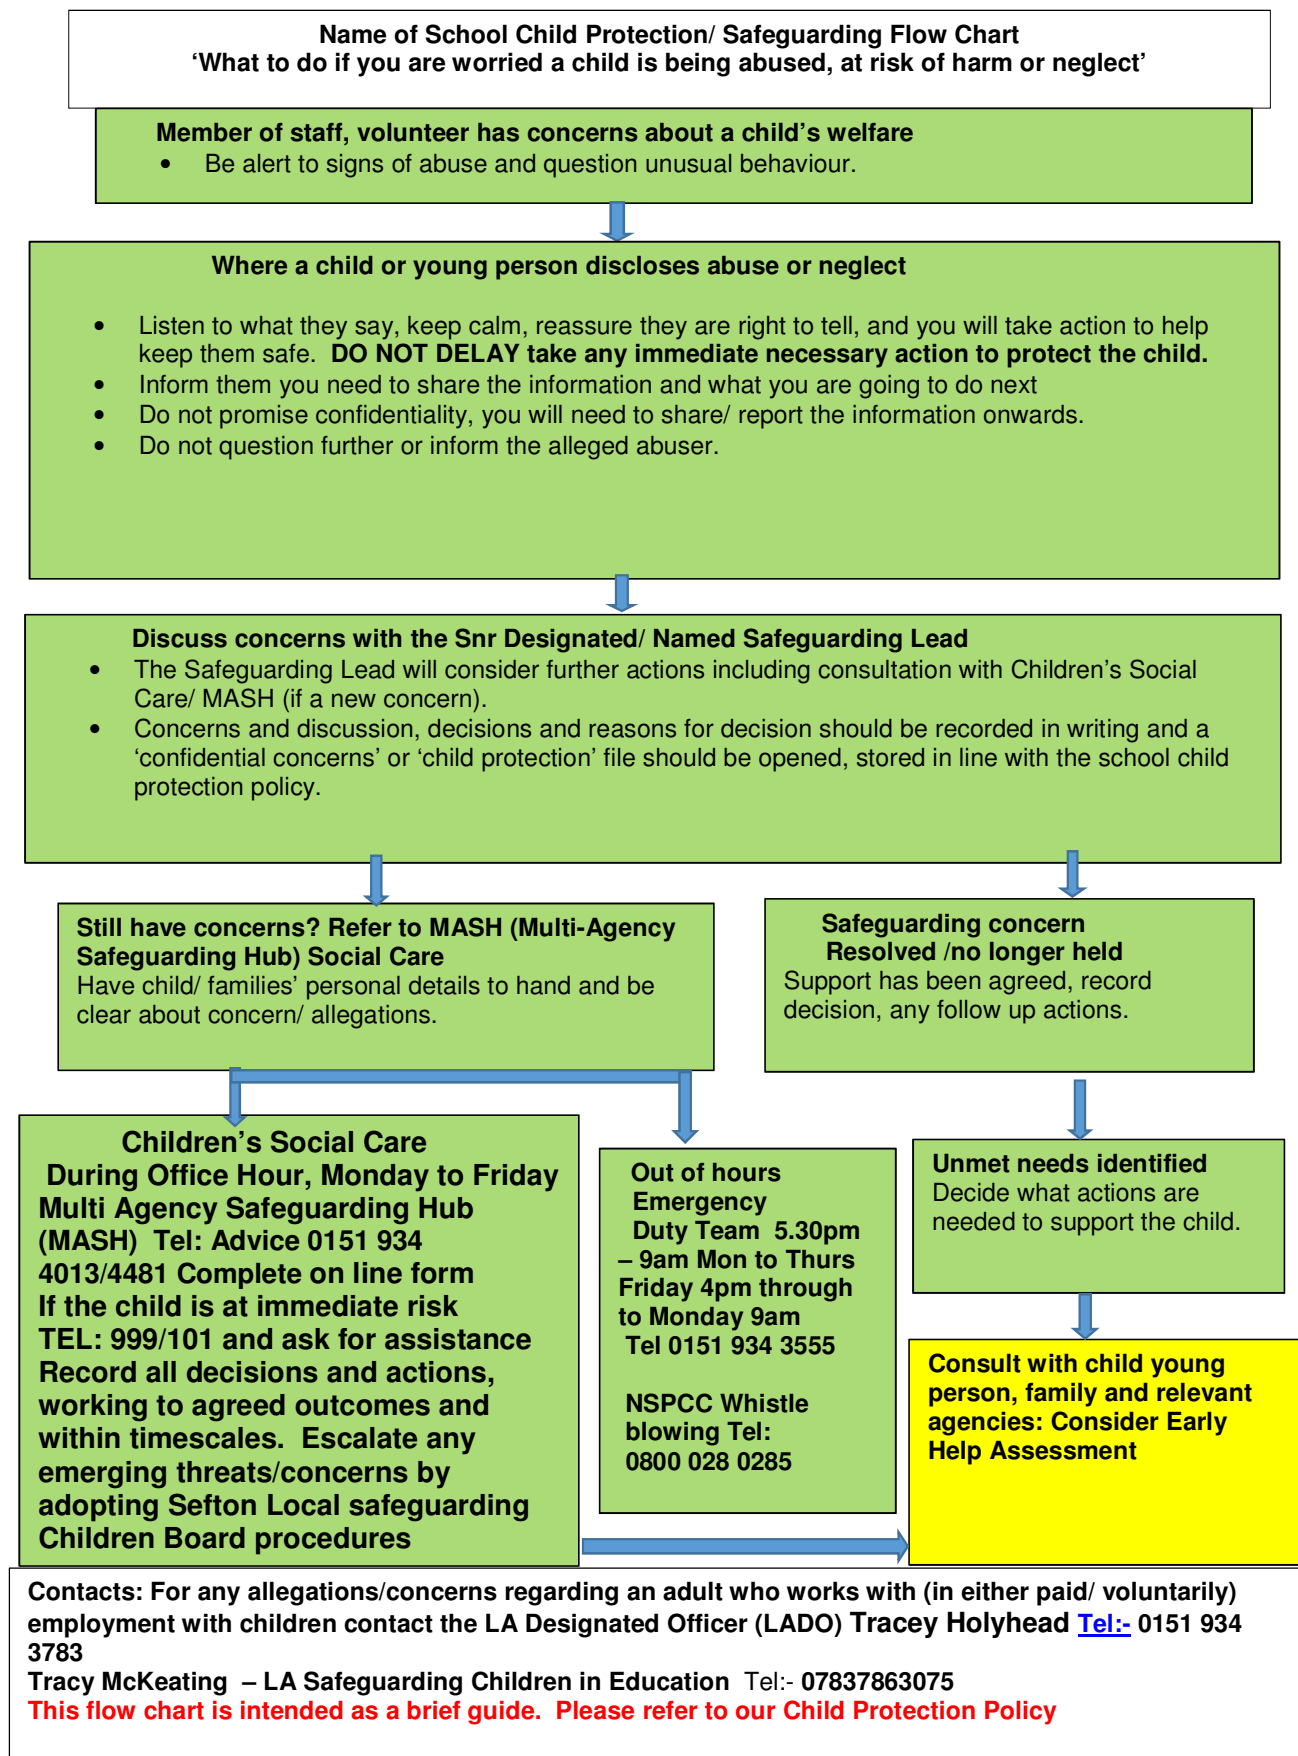 Name of School Child Protection/ Safeguarding Flow Chart
‘What to do if you are worried a child is being abused, at risk of harm or neglect’
Member of staff, volunteer has concerns about a child’s welfare
• Be alert to signs of abuse and question unusual behaviour.
Where a child or young person discloses abuse or neglect
• Listen to what they say, keep calm, reassure they are right to tell, and you will take action to help
keep them safe. DO NOT DELAY take any immediate necessary action to protect the child.
• Inform them you need to share the information and what you are going to do next
• Do not promise confidentiality, you will need to share/ report the information onwards.
• Do not question further or inform the alleged abuser.
Discuss concerns with the Snr Designated/ Named Safeguarding Lead
• The Safeguarding Lead will consider further actions including consultation with Children’s Social
Care/ MASH (if a new concern).
• Concerns and discussion, decisions and reasons for decision should be recorded in writing and a
‘confidential concerns’ or ‘child protection’ file should be opened, stored in line with the school child
protection policy.
Still have concerns? Refer to MASH (Multi-Agency
Safeguarding Hub) Social Care
Have child/ families’ personal details to hand and be
clear about concern/ allegations.
Safeguarding concern
Resolved /no longer held
Support has been agreed, record
decision, any follow up actions.
Children’s Social Care
During Office Hour, Monday to Friday
Multi Agency Safeguarding Hub
(MASH) Tel: Advice 0151 934
4013/4481 Complete on line form
If the child is at immediate risk
TEL: 999/101 and ask for assistance
Record all decisions and actions,
working to agreed outcomes and
within timescales. Escalate any
emerging threats/concerns by
adopting Sefton Local safeguarding
Children Board procedures
Out of hours
Emergency
Duty Team 5.30pm
– 9am Mon to Thurs
Friday 4pm through
to Monday 9am
Tel 0151 934 3555
NSPCC Whistle
blowing Tel:
0800 028 0285
Unmet needs identified
Decide what actions are
needed to support the child.
Consult with child young
person, family and relevant
agencies: Consider Early
Help Assessment
Contacts: For any allegations/concerns regarding an adult who works with (in either paid/ voluntarily)
employment with children contact the LA Designated Officer (LADO) Tracey Holyhead Tel:- 0151 934
3783
Tracy McKeating – LA Safeguarding Children in Education Tel:- 07837863075
This flow chart is intended as a brief guide. Please refer to our Child Protection Policy